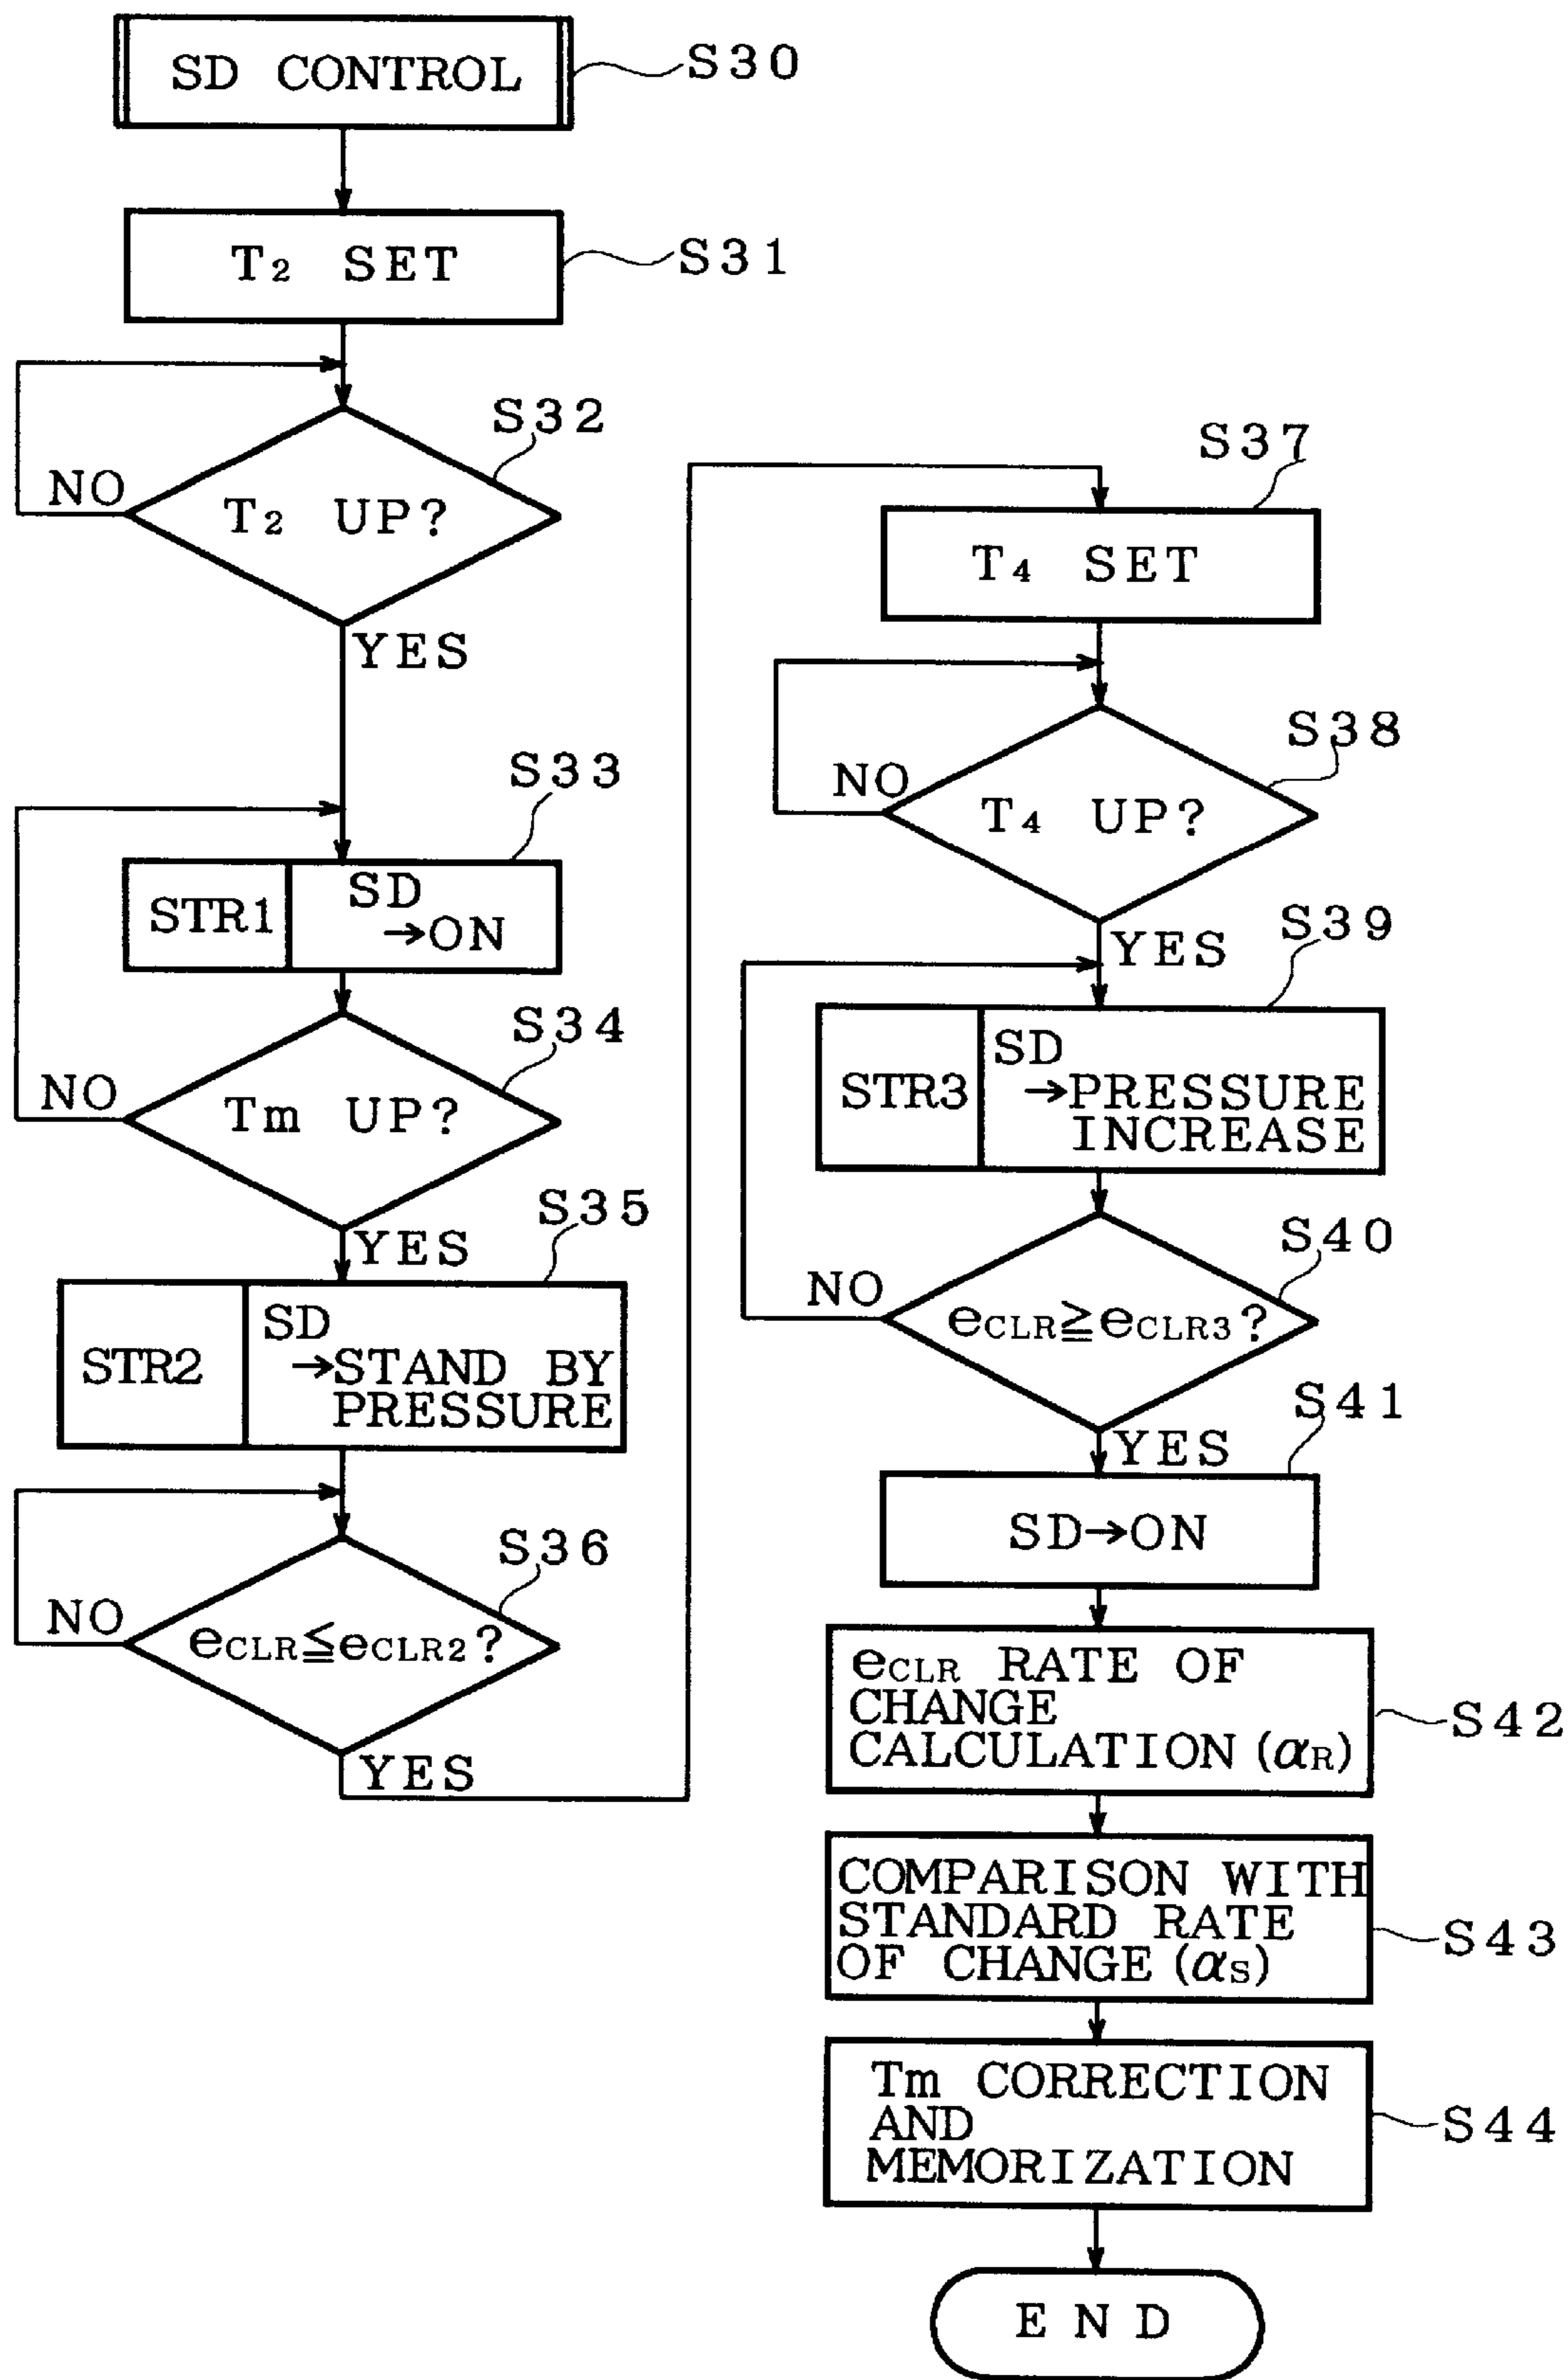 SD CONTROL
S30
T2 SET
S31
S32
T2 UP?
NO
YES
S33
STR1
SD
→ON
S34
Tm UP?
NO
YES
S35
STR2
SD
→STAND BY
PRESSURE
S36
eCLR≦eCLR2?
NO
YES
S37
T4 SET
S38
T4 UP?
NO
YES
S39
STR3
SD
→PRESSURE
INCREASE
S40
eCLR≧eCLR3?
NO
YES
S41
SD→ON
eCLR RATE OF
CHANGE
CALCULATION (αR)
S42
COMPARISON WITH
STANDARD RATE
OF CHANGE (αS)
S43
Tm CORRECTION
AND
MEMORIZATION
S44
END